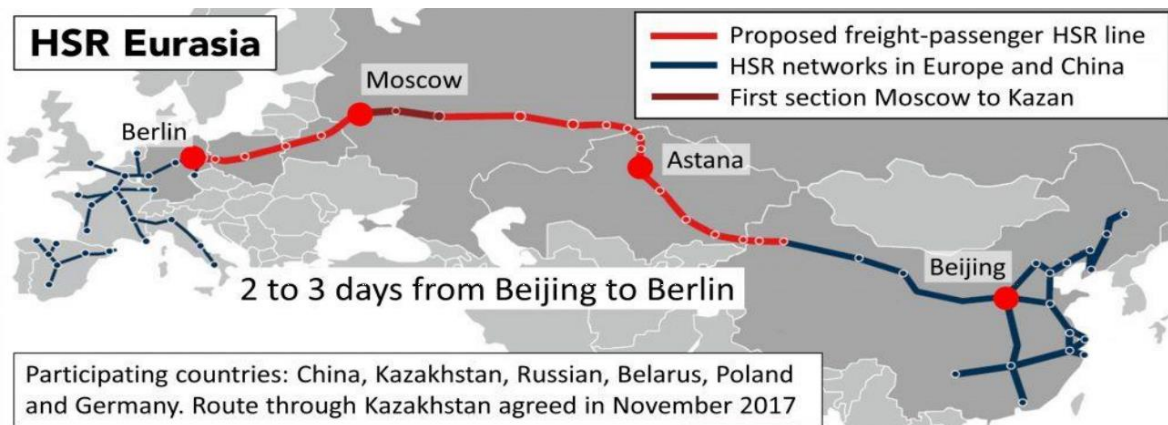 HSR Eurasia
Proposed freight-passenger HSR line
HSR networks in Europe and China
First section Moscow to Kazan
Moscow
Berlin
Astana
Beijing
2 to 3 days from Beijing to Berlin
Participating countries: China, Kazakhstan, Russian, Belarus, Poland
and Germany. Route through Kazakhstan agreed in November 2017